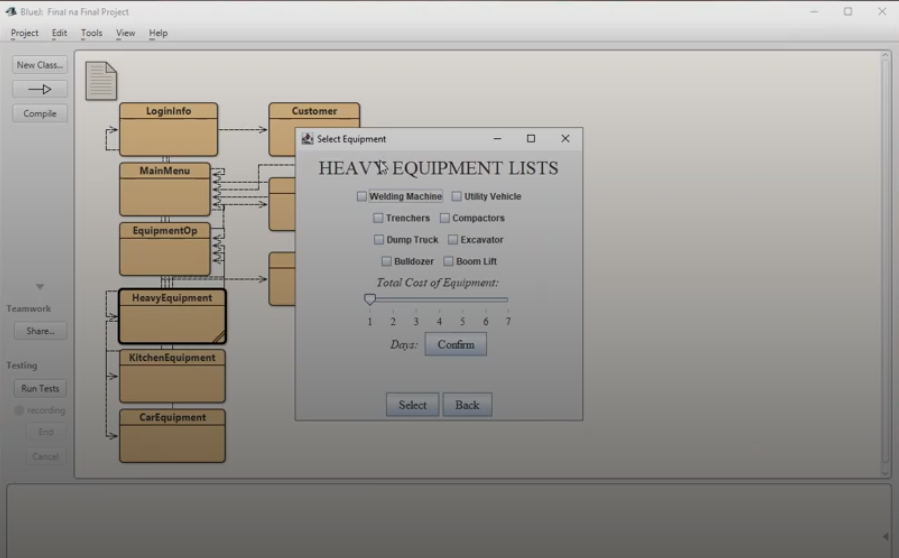 BlueJ: Final na Final Project
Project Edit Tools View Help
New Class...
Compile
LoginInfo
Customer
MainMenu
EquipmentOp
HeavyEquipment
KitchenEquipment
CarEquipment
Teamwork
Share...
Testing
Run Tests
recording
End
Cancel
Select Equipment
HEAVY EQUIPMENT LISTS
Welding Machine Utility Vehicle
Trenchers Compactors
Dump Truck Excavator
Bulldozer Boom Lift
Total Cost of Equipment:
1 2 3 4 5 6 7
Days: Confirm
Select Back